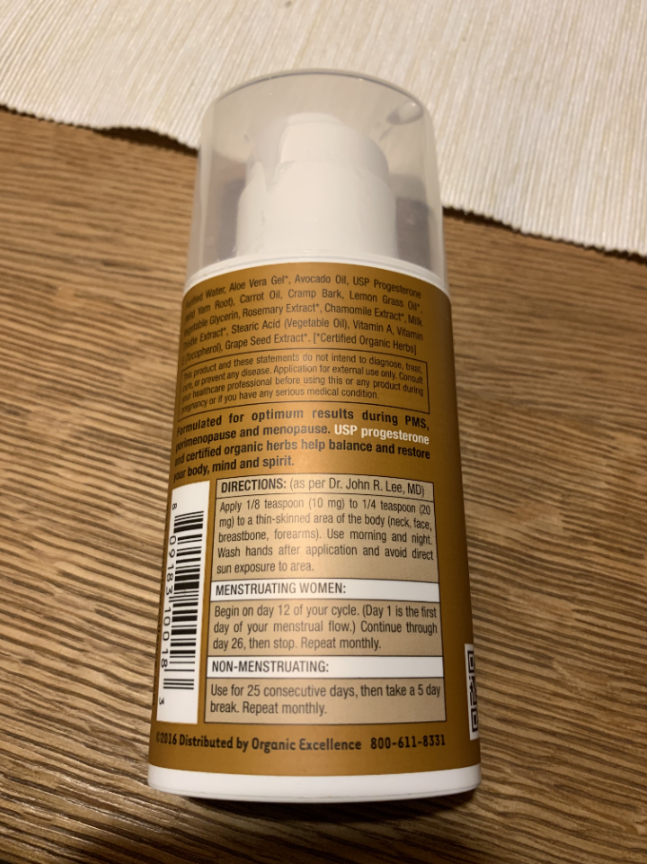 Water, Aloe Vera Gel*, Avocado Oil, USP Progesterone
Yam Root), Carrot Oil, Cramp Bark, Lemon Grass Oil*,
Glycerin, Rosemary Extract*, Chamomile Extract*, Milk
Extract*, Stearic Acid (Vegetable Oil), Vitamin A, Vitamin
(Tocopherol), Grape Seed Extract*. [*Certified Organic Herbs]
This product and these statements do not intend to diagnose, treat,
cure, or prevent any disease. Application for external use only. Consult
your healthcare professional before using this or any product during
pregnancy or if you have any serious medical condition.
Formulated for optimum results during PMS,
perimenopause and menopause. USP progesterone
and certified organic herbs help balance and restore
your body, mind and spirit.
DIRECTIONS: (as per Dr. John R. Lee, MD)
Apply 1/8 teaspoon (10 mg) to 1/4 teaspoon (20
mg) to a thin-skinned area of the body (neck, face,
breastbone, forearms). Use morning and night.
Wash hands after application and avoid direct
sun exposure to area.
MENSTRUATING WOMEN:
Begin on day 12 of your cycle. (Day 1 is the first
day of your menstrual flow.) Continue through
day 26, then stop. Repeat monthly.
NON-MENSTRUATING:
Use for 25 consecutive days, then take a 5 day
break. Repeat monthly.
8 09183 10018 3
©2016 Distributed by Organic Excellence 800-611-8331